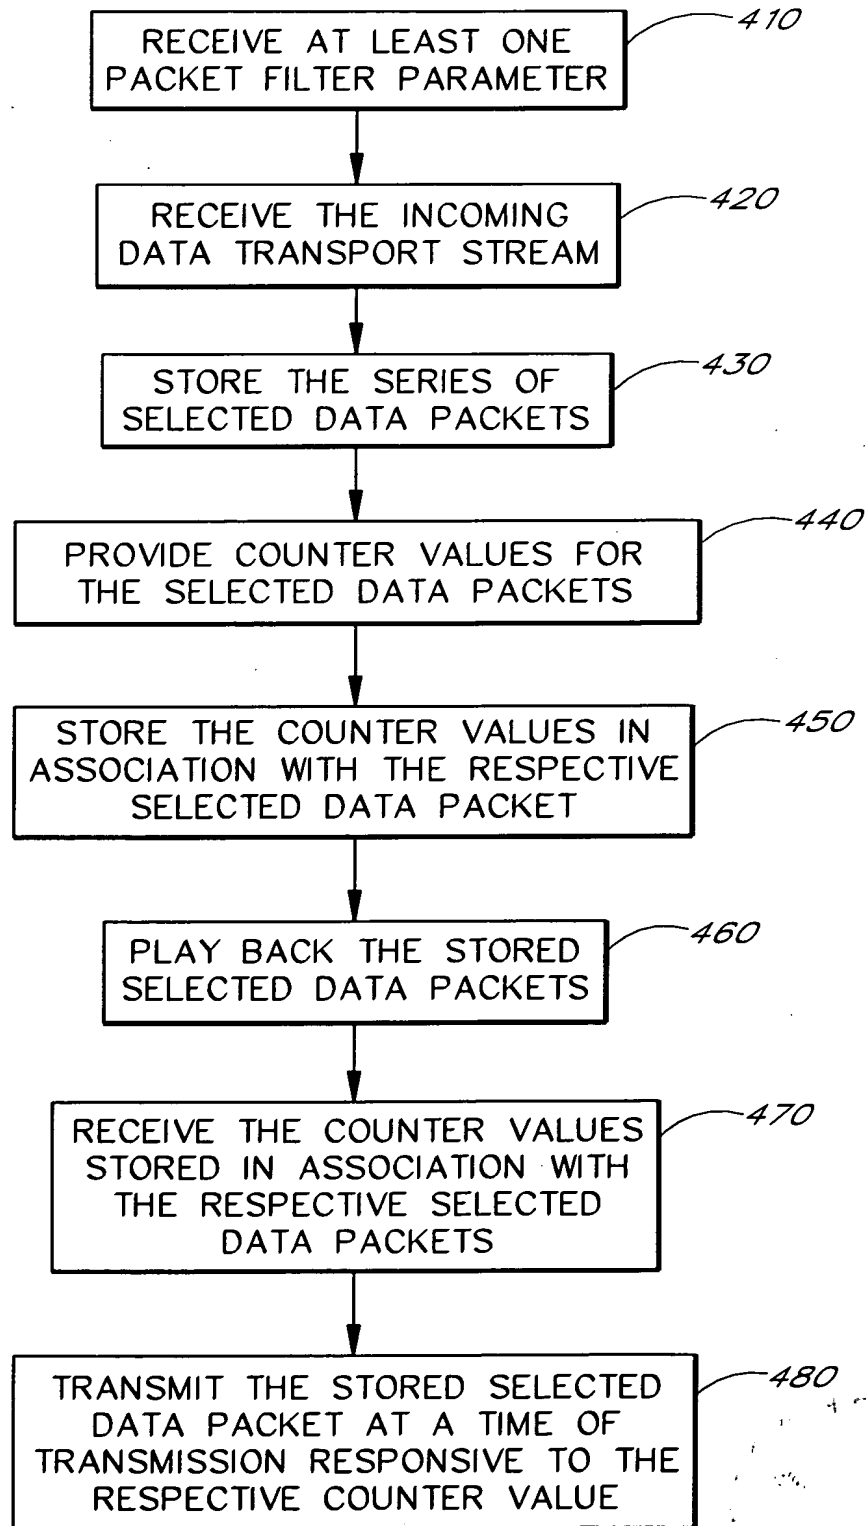 RECEIVE AT LEAST ONE
PACKET FILTER PARAMETER
410
RECEIVE THE INCOMING
DATA TRANSPORT STREAM
420
STORE THE SERIES OF
SELECTED DATA PACKETS
430
PROVIDE COUNTER VALUES FOR
THE SELECTED DATA PACKETS
440
STORE THE COUNTER VALUES IN
ASSOCIATION WITH THE RESPECTIVE
SELECTED DATA PACKET
450
PLAY BACK THE STORED
SELECTED DATA PACKETS
460
RECEIVE THE COUNTER VALUES
STORED IN ASSOCIATION WITH
THE RESPECTIVE SELECTED
DATA PACKETS
470
TRANSMIT THE STORED SELECTED
DATA PACKET AT A TIME OF
TRANSMISSION RESPONSIVE TO THE
RESPECTIVE COUNTER VALUE
480